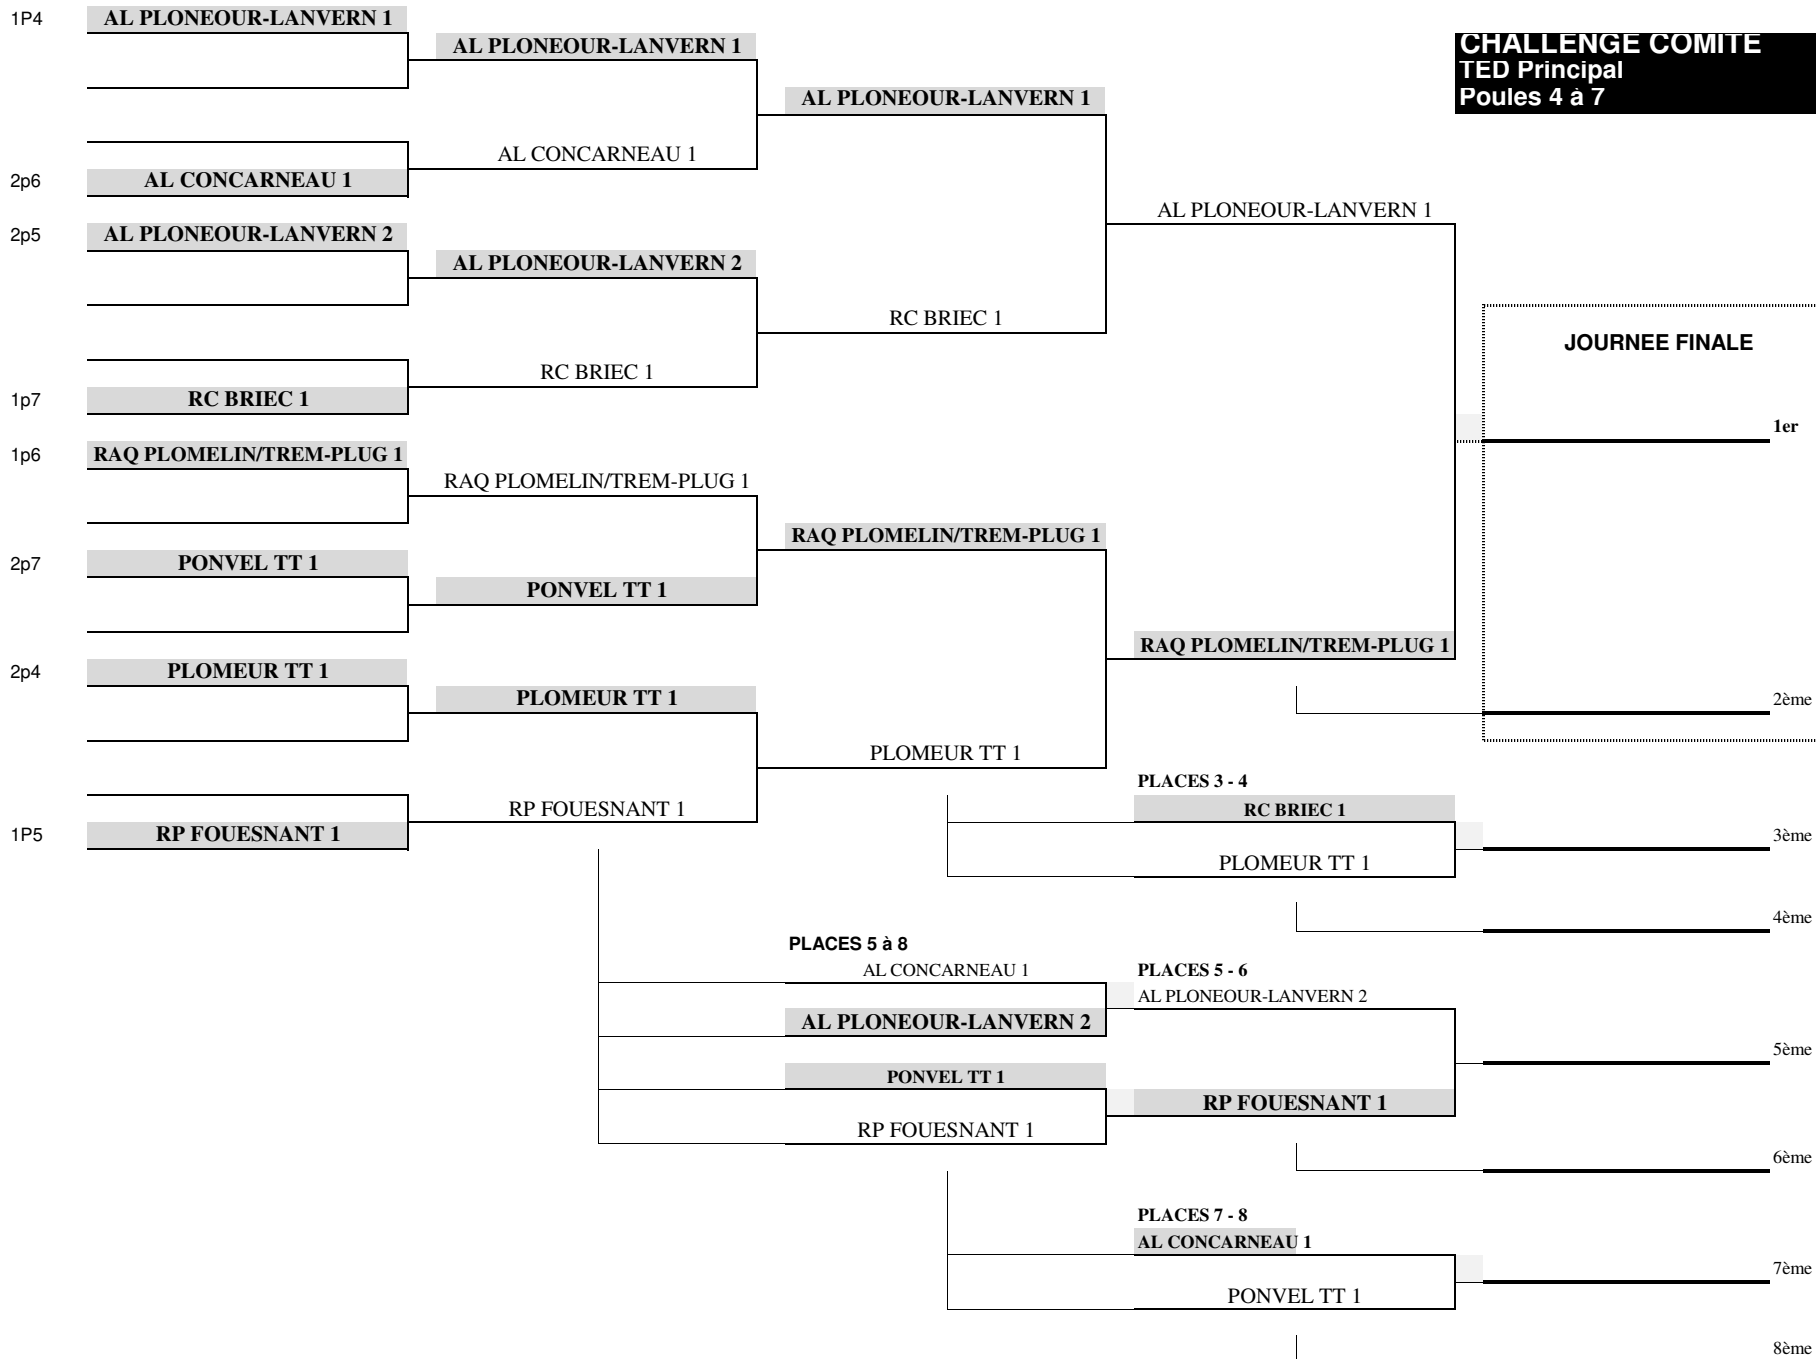 1P4
AL PLONEOUR-LANVERN 1
AL PLONEOUR-LANVERN 1
CHALLENGE COMITE
TED Principal
Poules 4 à 7
AL PLONEOUR-LANVERN 1
AL CONCARNEAU 1
2p6
AL CONCARNEAU 1
AL PLONEOUR-LANVERN 1
2p5
AL PLONEOUR-LANVERN 2
AL PLONEOUR-LANVERN 2
RC BRIEC 1
JOURNEE FINALE
RC BRIEC 1
1p7
RC BRIEC 1
1er
1p6
RAQ PLOMELIN/TREM-PLUG 1
RAQ PLOMELIN/TREM-PLUG 1
RAQ PLOMELIN/TREM-PLUG 1
2p7
PONVEL TT 1
PONVEL TT 1
RAQ PLOMELIN/TREM-PLUG 1
2p4
PLOMEUR TT 1
PLOMEUR TT 1
2ème
PLOMEUR TT 1
PLACES 3 - 4
RP FOUESNANT 1
RC BRIEC 1
1P5
RP FOUESNANT 1
3ème
PLOMEUR TT 1
4ème
PLACES 5 à 8
AL CONCARNEAU 1
PLACES 5 - 6
AL PLONEOUR-LANVERN 2
AL PLONEOUR-LANVERN 2
5ème
PONVEL TT 1
RP FOUESNANT 1
RP FOUESNANT 1
6ème
PLACES 7 - 8
AL CONCARNEAU 1
7ème
PONVEL TT 1
8ème